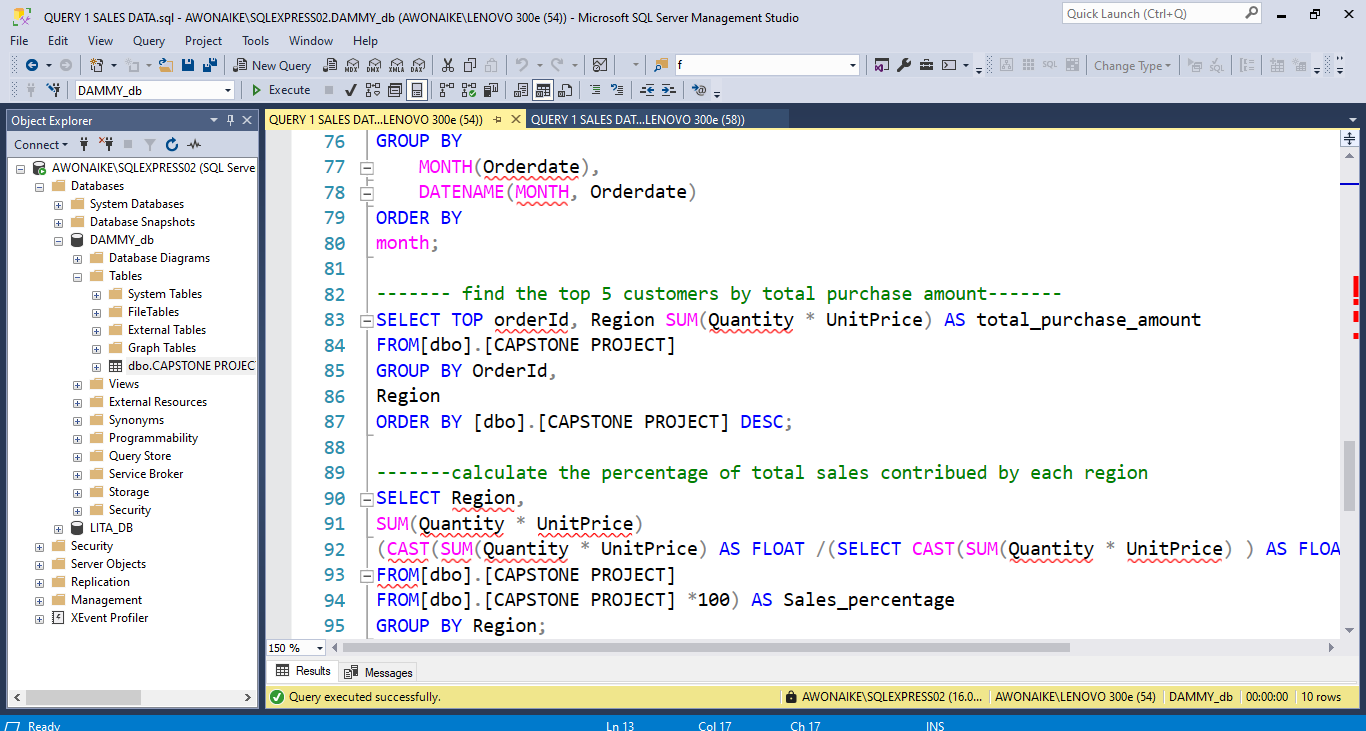 QUERY 1 SALES DATA.sql - AWONAIKE\SQLEXPRESS02.DAMMY_db (AWONAIKE\LENOVO 300e (54)) - Microsoft SQL Server Management Studio
Quick Launch (Ctrl+Q)
File Edit View Query Project Tools Window Help
New Query MDX DMX XMLA DAX f SQL Change Type SQL
DAMMY_db Execute
Object Explorer
QUERY 1 SALES DAT...LENOVO 300e (54)) QUERY 1 SALES DAT...LENOVO 300e (58))
Connect
AWONAIKE\SQLEXPRESS02 (SQL Serve
Databases
System Databases
Database Snapshots
DAMMY_db
Database Diagrams
Tables
System Tables
FileTables
External Tables
Graph Tables
dbo.CAPSTONE PROJEC
Views
External Resources
Synonyms
Programmability
Query Store
Service Broker
Storage
Security
LITA_DB
Security
Server Objects
Replication
Management
XEvent Profiler
76 GROUP BY
77 MONTH(Orderdate),
78 DATENAME(MONTH, Orderdate)
79 ORDER BY
80 month;
81
82 ------- find the top 5 customers by total purchase amount-------
83 SELECT TOP orderId, Region SUM(Quantity * UnitPrice) AS total_purchase_amount
84 FROM[dbo].[CAPSTONE PROJECT]
85 GROUP BY OrderId,
86 Region
87 ORDER BY [dbo].[CAPSTONE PROJECT] DESC;
88
89 -------calculate the percentage of total sales contribued by each region
90 SELECT Region,
91 SUM(Quantity * UnitPrice)
92 (CAST(SUM(Quantity * UnitPrice) AS FLOAT /(SELECT CAST(SUM(Quantity * UnitPrice) ) AS FLOA
93 FROM[dbo].[CAPSTONE PROJECT]
94 FROM[dbo].[CAPSTONE PROJECT] *100) AS Sales_percentage
95 GROUP BY Region;
150 %
Results Messages
Query executed successfully. AWONAIKE\SQLEXPRESS02 (16.0... AWONAIKE\LENOVO 300e (54) DAMMY_db 00:00:00 10 rows
Ready Ln 13 Col 17 Ch 17 INS